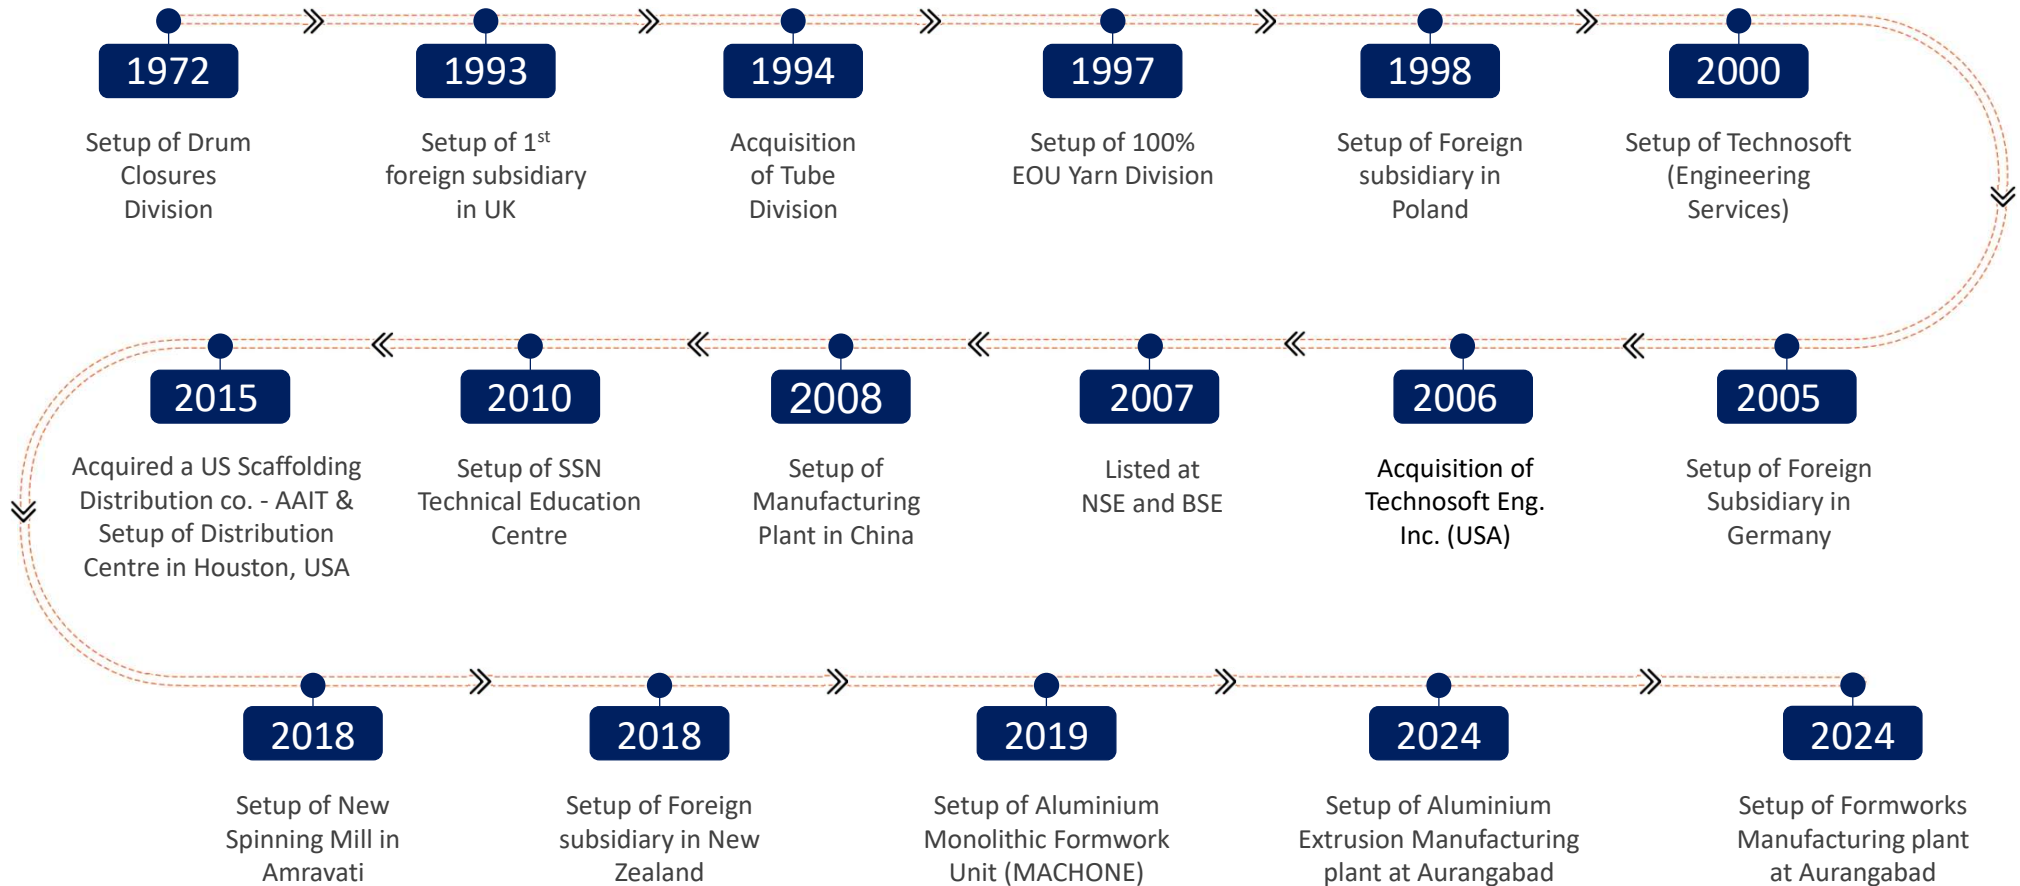 1972
Setup of Drum
Closures
Division
1993
Setup of 1st
foreign subsidiary
in UK
1994
Acquisition
of Tube
Division
1997
Setup of 100%
EOU Yarn Division
1998
Setup of Foreign
subsidiary in
Poland
2000
Setup of Technosoft
(Engineering
Services)
2005
Setup of Foreign
Subsidiary in
Germany
2006
Acquisition of
Technosoft Eng.
Inc. (USA)
2007
Listed at
NSE and BSE
2008
Setup of
Manufacturing
Plant in China
2010
Setup of SSN
Technical Education
Centre
2015
Acquired a US Scaffolding
Distribution co. - AAIT &
Setup of Distribution
Centre in Houston, USA
2018
Setup of New
Spinning Mill in
Amravati
2018
Setup of Foreign
subsidiary in New
Zealand
2019
Setup of Aluminium
Monolithic Formwork
Unit (MACHONE)
2024
Setup of Aluminium
Extrusion Manufacturing
plant at Aurangabad
2024
Setup of Formworks
Manufacturing plant
at Aurangabad